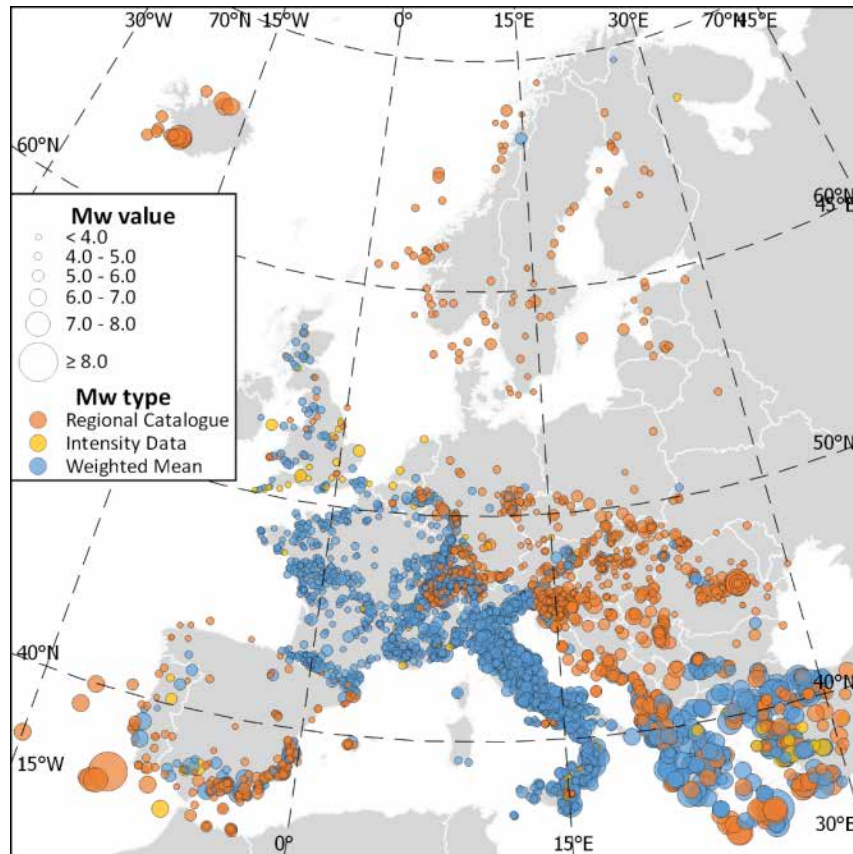 30°W 70°N 15°W 0° 15°E 30°E 70°N 45°E
60°N
60°N
45°E
Mw value
< 4.0
4.0 - 5.0
5.0 - 6.0
6.0 - 7.0
7.0 - 8.0
≥ 8.0
Mw type
Regional Catalogue
Intensity Data
Weighted Mean
50°N
40°N
40°N
15°W
30°E
0°
15°E